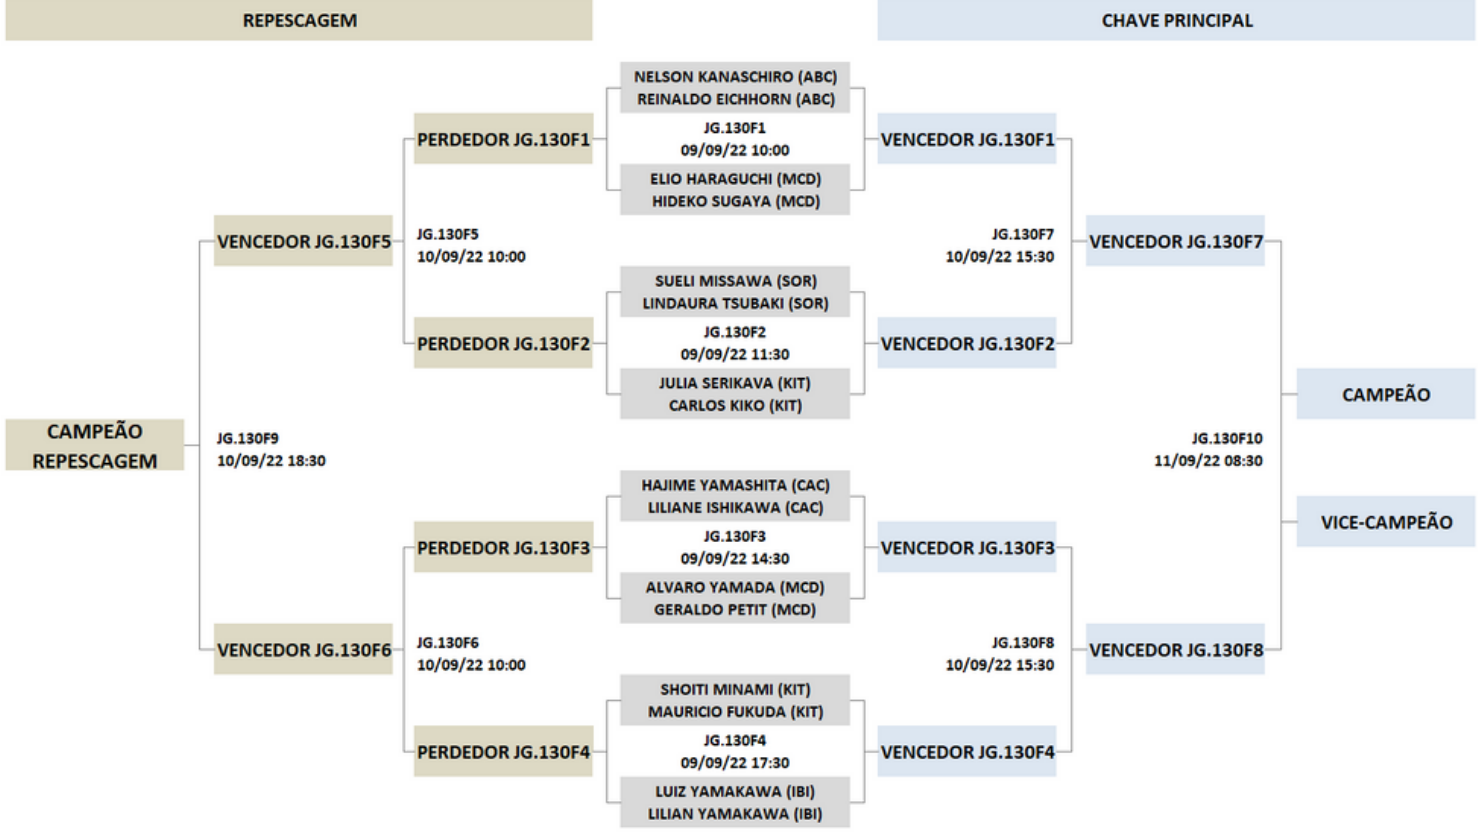 REPESCAGEM
CHAVE PRINCIPAL
NELSON KANASCHIRO (ABC)
REINALDO EICHHORN (ABC)
PERDEDOR JG.130F1
JG.130F1
09/09/22 10:00
VENCEDOR JG.130F1
ELIO HARAGUCHI (MCD)
HIDEKO SUGAYA (MCD)
VENCEDOR JG.130F5
JG.130F5
10/09/22 10:00
JG.130F7
10/09/22 15:30
VENCEDOR JG.130F7
SUELI MISSAWA (SOR)
LINDAURA TSUBAKI (SOR)
PERDEDOR JG.130F2
JG.130F2
09/09/22 11:30
VENCEDOR JG.130F2
JULIA SERIKAVA (KIT)
CARLOS KIKO (KIT)
CAMPEÃO
CAMPEÃO
REPESCAGEM
JG.130F9
10/09/22 18:30
JG.130F10
11/09/22 08:30
HAJIME YAMASHITA (CAC)
LILIANE ISHIKAWA (CAC)
VICE-CAMPEÃO
PERDEDOR JG.130F3
JG.130F3
09/09/22 14:30
VENCEDOR JG.130F3
ALVARO YAMADA (MCD)
GERALDO PETIT (MCD)
VENCEDOR JG.130F6
JG.130F6
10/09/22 10:00
JG.130F8
10/09/22 15:30
VENCEDOR JG.130F8
SHOITI MINAMI (KIT)
MAURICIO FUKUDA (KIT)
PERDEDOR JG.130F4
JG.130F4
09/09/22 17:30
VENCEDOR JG.130F4
LUIZ YAMAKAWA (IBI)
LILIAN YAMAKAWA (IBI)